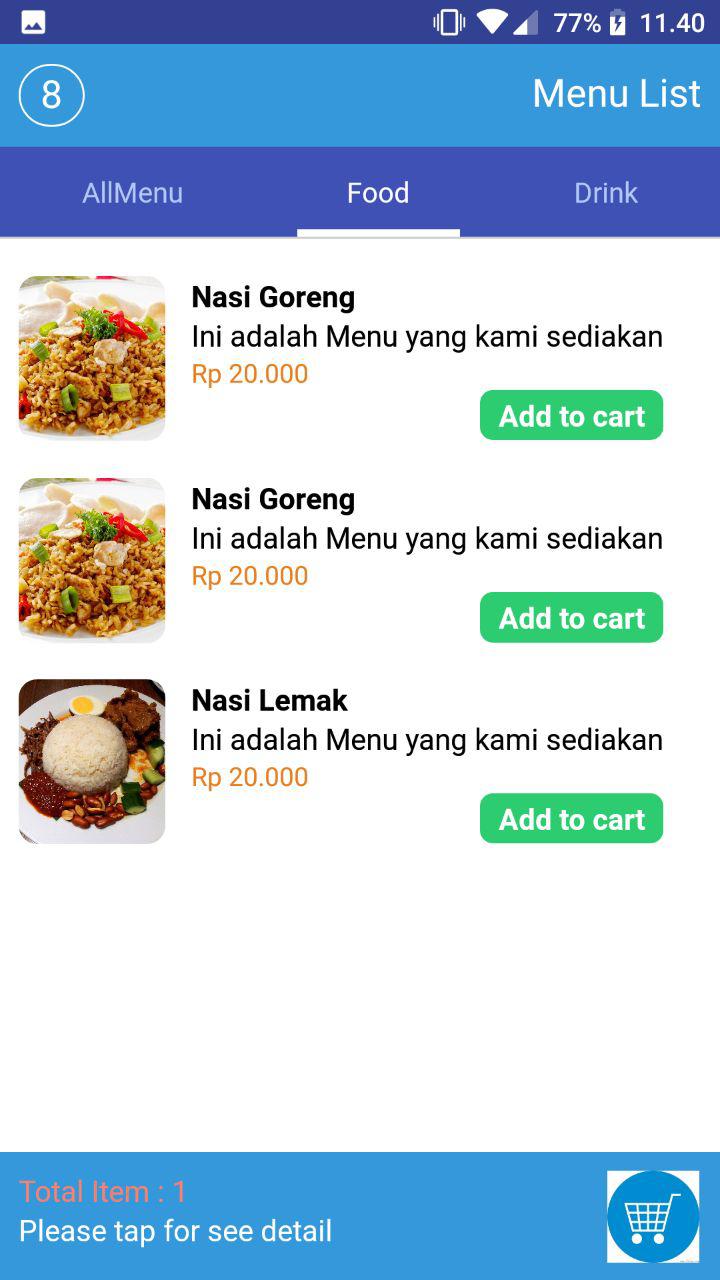 77% 11.40
8 Menu List
AllMenu Food Drink
Nasi Goreng
Ini adalah Menu yang kami sediakan
Rp 20.000
Add to cart
Nasi Goreng
Ini adalah Menu yang kami sediakan
Rp 20.000
Add to cart
Nasi Lemak
Ini adalah Menu yang kami sediakan
Rp 20.000
Add to cart
Total Item : 1
Please tap for see detail